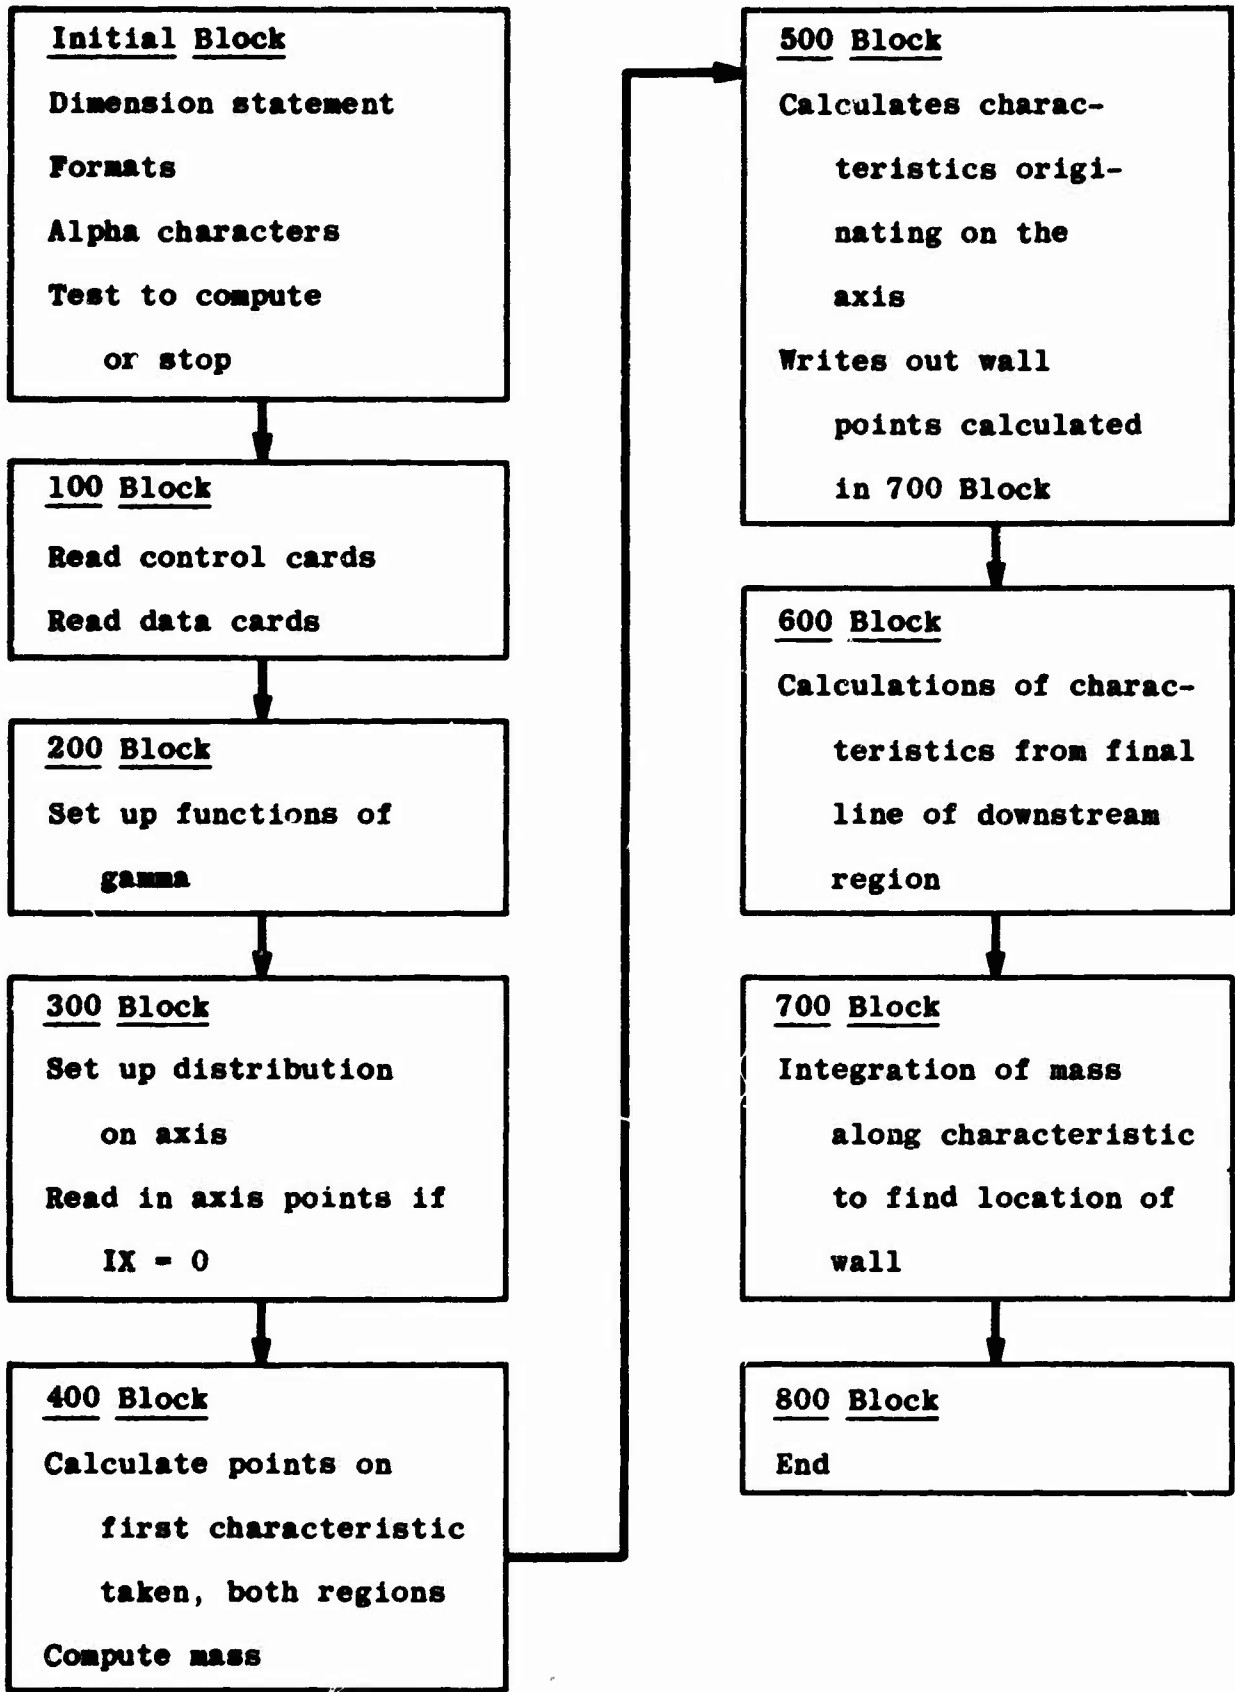 Initial Block
Dimension statement
Formats
Alpha characters
Test to compute
or stop
100 Block
Read control cards
Read data cards
200 Block
Set up functions of
gamma
300 Block
Set up distribution
on axis
Read in axis points if
IX = 0
400 Block
Calculate points on
first characteristic
taken, both regions
Compute mass
500 Block
Calculates charac-
teristics origi-
nating on the
axis
Writes out wall
points calculated
in 700 Block
600 Block
Calculations of charac-
teristics from final
line of downstream
region
700 Block
Integration of mass
along characteristic
to find location of
wall
800 Block
End